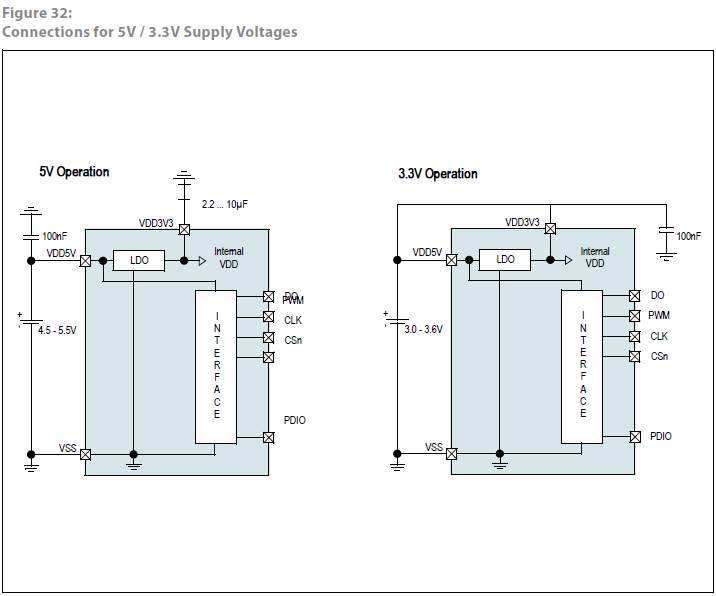 Figure 32:
Connections for 5V / 3.3V Supply Voltages
5V Operation
2.2 ... 10µF
VDD3V3
100nF
VDD5V
LDO
Internal
VDD
DO
PWM
CLK
CSn
+
-
4.5 - 5.5V
INTERFACE
PDIO
VSS
3.3V Operation
VDD3V3
100nF
VDD5V
LDO
Internal
VDD
DO
PWM
CLK
CSn
+
-
3.0 - 3.6V
INTERFACE
PDIO
VSS